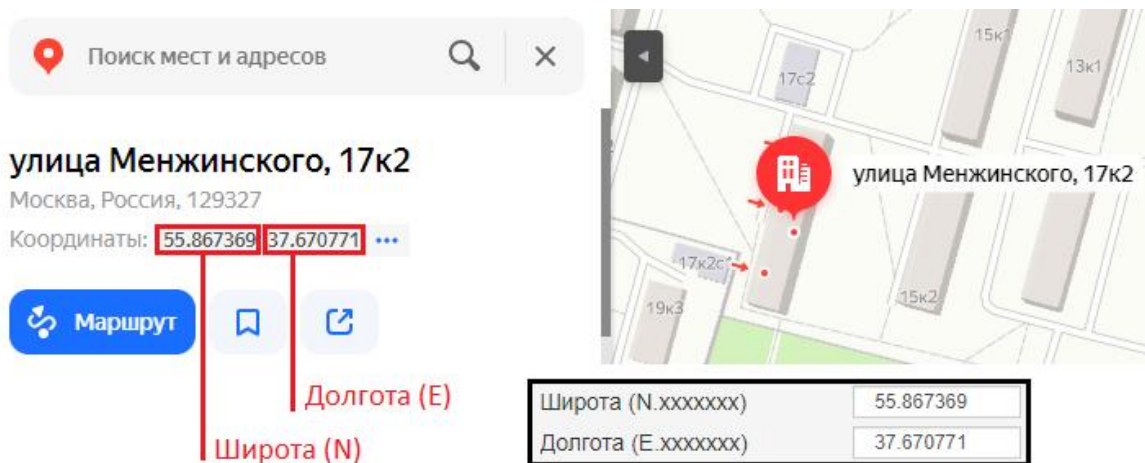 Поиск мест и адресов
улица Менжинского, 17к2
Москва, Россия, 129327
Координаты: 55.867369 37.670771
Маршрут
Долгота (E)
Широта (N)
15к1
13к1
17с2
улица Менжинского, 17к2
17к2с1
19к3
15к2
Широта (N.xxxxxxx) 55.867369
Долгота (E.xxxxxxx) 37.670771